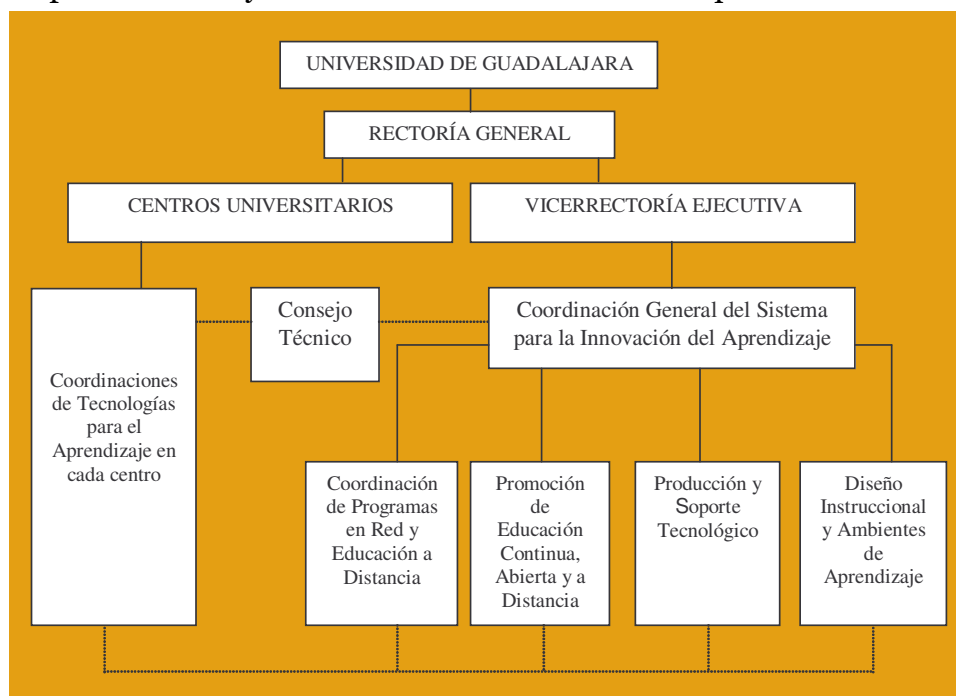 UNIVERSIDAD DE GUADALAJARA
RECTORÍA GENERAL
CENTROS UNIVERSITARIOS
VICERRECTORÍA EJECUTIVA
Consejo
Técnico
Coordinación General del Sistema
para la Innovación del Aprendizaje
Coordinaciones
de Tecnologías
para el
Aprendizaje en
cada centro
Coordinación
de Programas
en Red y
Educación a
Distancia
Promoción
de
Educación
Continua,
Abierta y a
Distancia
Producción y
Soporte
Tecnológico
Diseño
Instruccional
y Ambientes
de
Aprendizaje